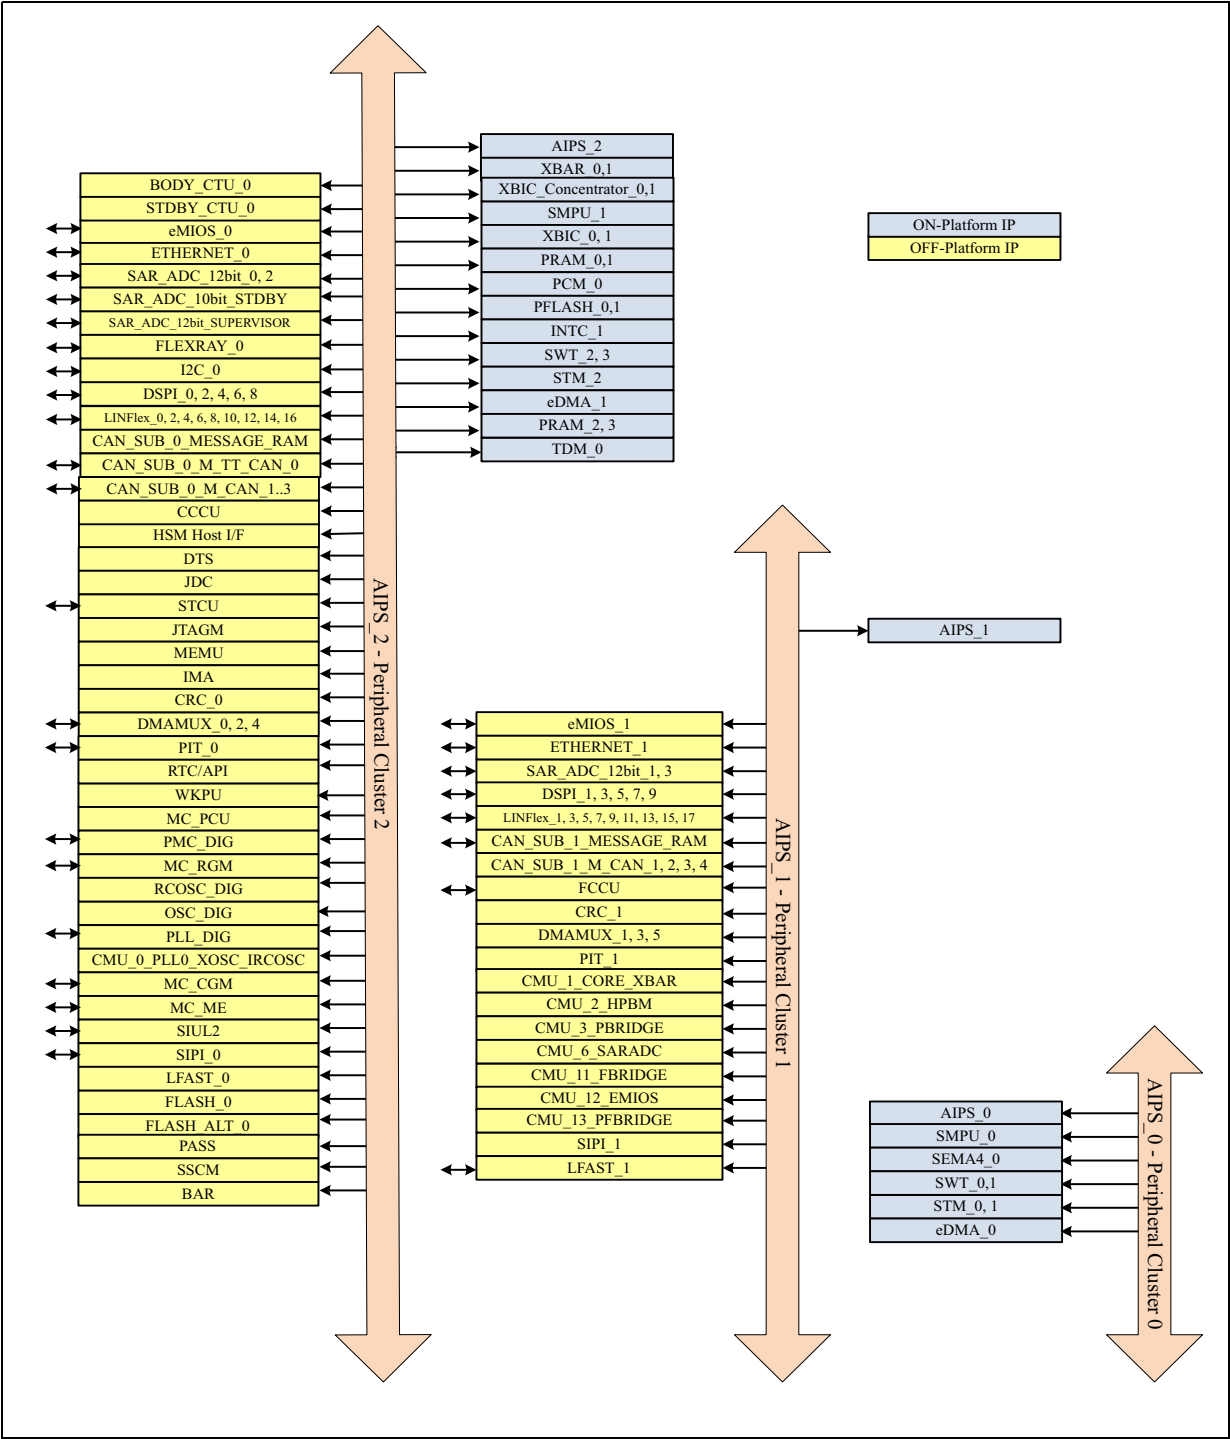 AIPS_2
XBAR_0,1
XBIC_Concentrator_0,1
SMPU_1
XBIC_0, 1
PRAM_0,1
PCM_0
PFLASH_0,1
INTC_1
SWT_2, 3
STM_2
eDMA_1
PRAM_2, 3
TDM_0
ON-Platform IP
OFF-Platform IP
BODY_CTU_0
STDBY_CTU_0
eMIOS_0
ETHERNET_0
SAR_ADC_12bit_0, 2
SAR_ADC_10bit_STDBY
SAR_ADC_12bit_SUPERVISOR
FLEXRAY_0
I2C_0
DSPI_0, 2, 4, 6, 8
LINFlex_0, 2, 4, 6, 8, 10, 12, 14, 16
CAN_SUB_0_MESSAGE_RAM
CAN_SUB_0_M_TT_CAN_0
CAN_SUB_0_M_CAN_1..3
CCCU
HSM Host I/F
DTS
JDC
STCU
JTAGM
MEMU
IMA
CRC_0
DMAMUX_0, 2, 4
PIT_0
RTC/API
WKPU
MC_PCU
PMC_DIG
MC_RGM
RCOSC_DIG
OSC_DIG
PLL_DIG
CMU_0_PLL0_XOSC_IRCOSC
MC_CGM
MC_ME
SIUL2
SIPI_0
LFAST_0
FLASH_0
FLASH_ALT_0
PASS
SSCM
BAR
AIPS_2 - Peripheral Cluster 2
AIPS_1
eMIOS_1
ETHERNET_1
SAR_ADC_12bit_1, 3
DSPI_1, 3, 5, 7, 9
LINFlex_1, 3, 5, 7, 9, 11, 13, 15, 17
CAN_SUB_1_MESSAGE_RAM
CAN_SUB_1_M_CAN_1, 2, 3, 4
FCCU
CRC_1
DMAMUX_1, 3, 5
PIT_1
CMU_1_CORE_XBAR
CMU_2_HPBM
CMU_3_PBRIDGE
CMU_6_SARADC
CMU_11_FBRIDGE
CMU_12_EMIOS
CMU_13_PFBRIDGE
SIPI_1
LFAST_1
AIPS_1 - Peripheral Cluster 1
AIPS_0
SMPU_0
SEMA4_0
SWT_0,1
STM_0, 1
eDMA_0
AIPS_0 - Peripheral Cluster 0